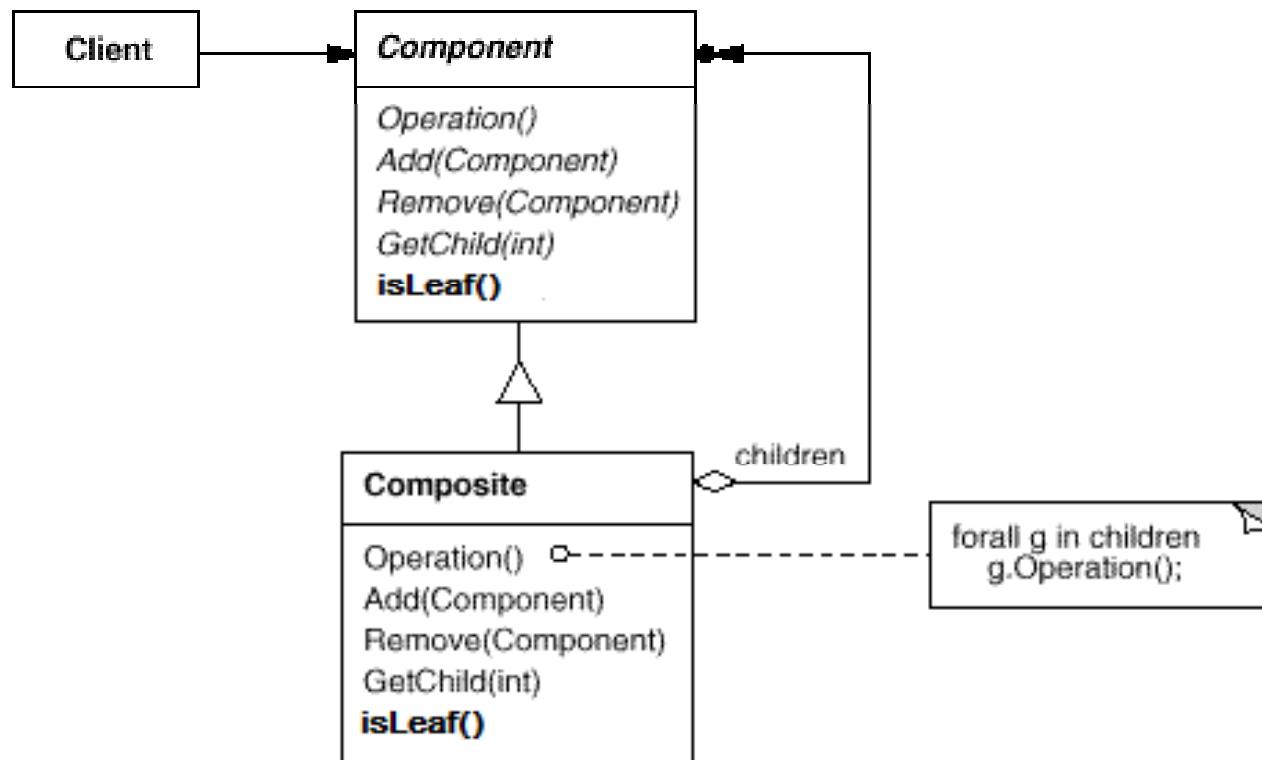 Client
Component
Operation()
Add(Component)
Remove(Component)
GetChild(int)
isLeaf()
children
Composite
Operation()
Add(Component)
Remove(Component)
GetChild(int)
isLeaf()
forall g in children
g.Operation();